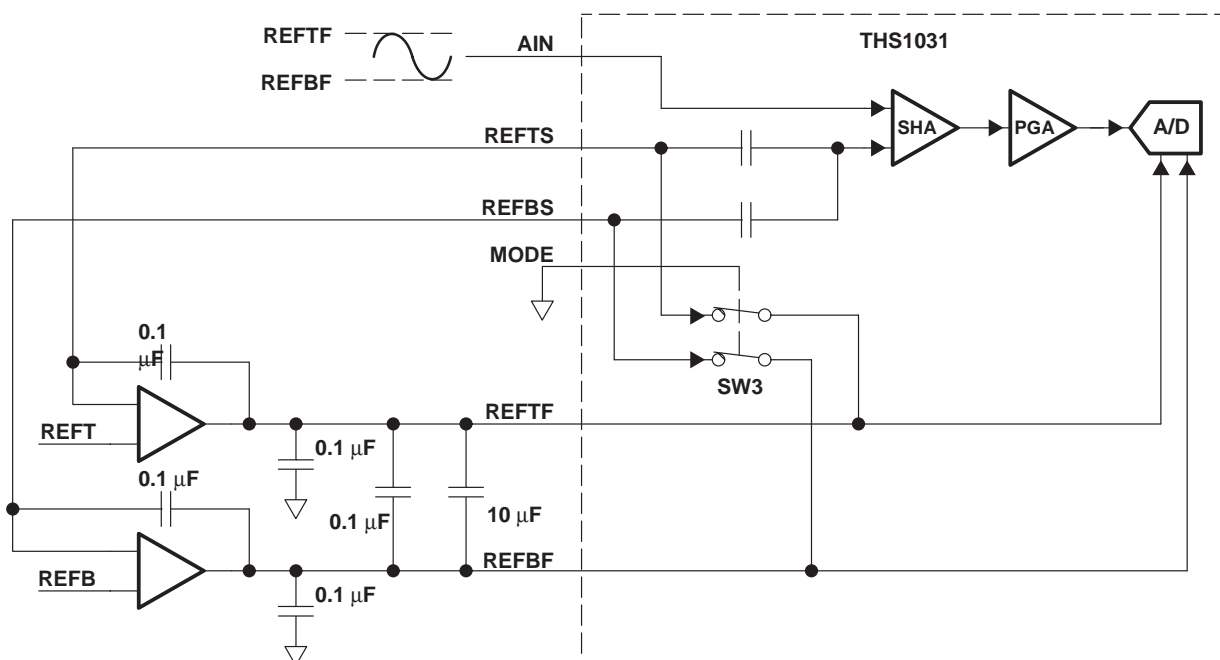 REFTF
AIN
THS1031
REFBF
SHA
PGA
A/D
REFTS
REFBS
MODE
SW3
0.1
μF
REFTF
REFT
0.1 μF
0.1 μF
0.1 μF
10 μF
REFBF
REFB
0.1 μF